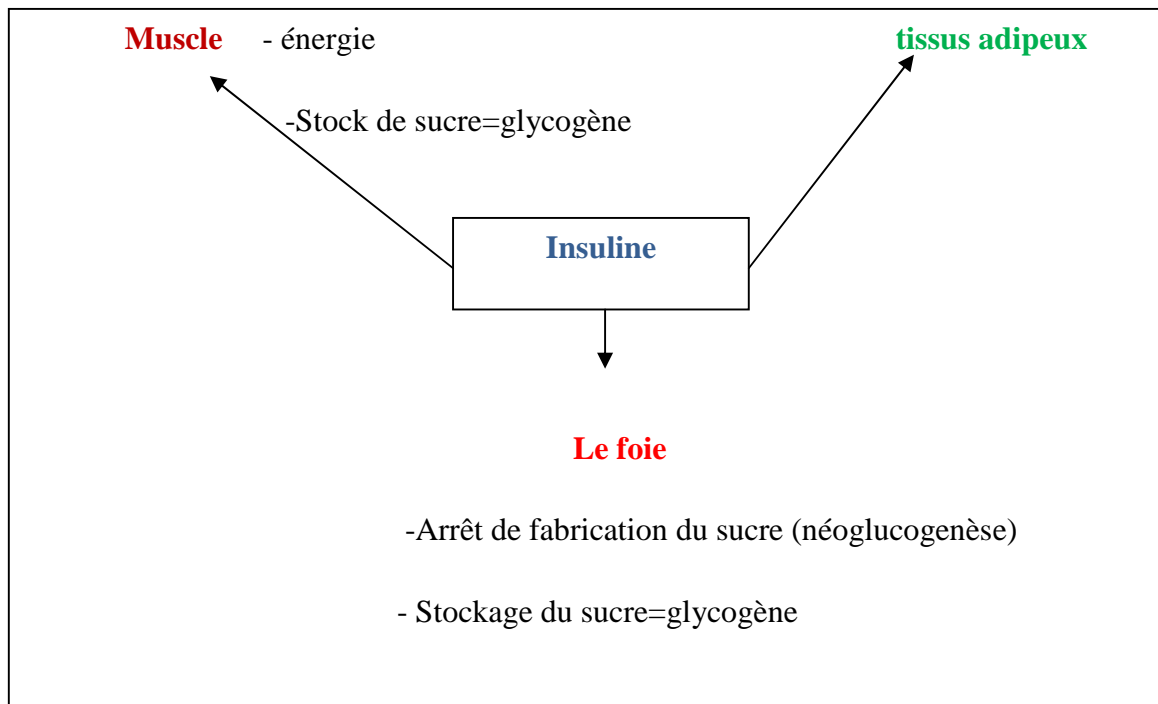 Muscle - énergie
tissus adipeux
-Stock de sucre=glycogène
Insuline
Le foie
-Arrêt de fabrication du sucre (néoglucogenèse)
- Stockage du sucre=glycogène